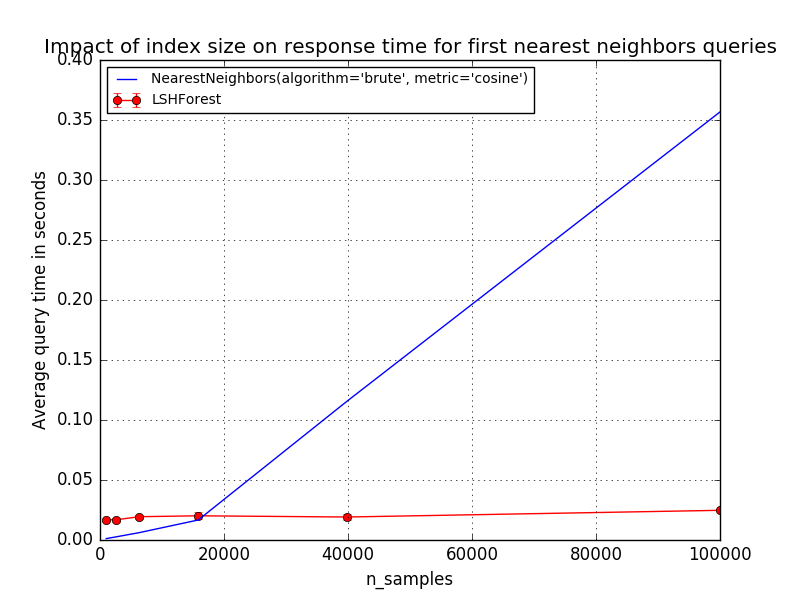 Impact of index size on response time for first nearest neighbors queries
0.40
NearestNeighbors(algorithm='brute', metric='cosine')
LSHForest
0.35
0.30
0.25
0.20
0.15
0.10
0.05
0.00
Average query time in seconds
0 20000 40000 60000 80000 100000
n_samples